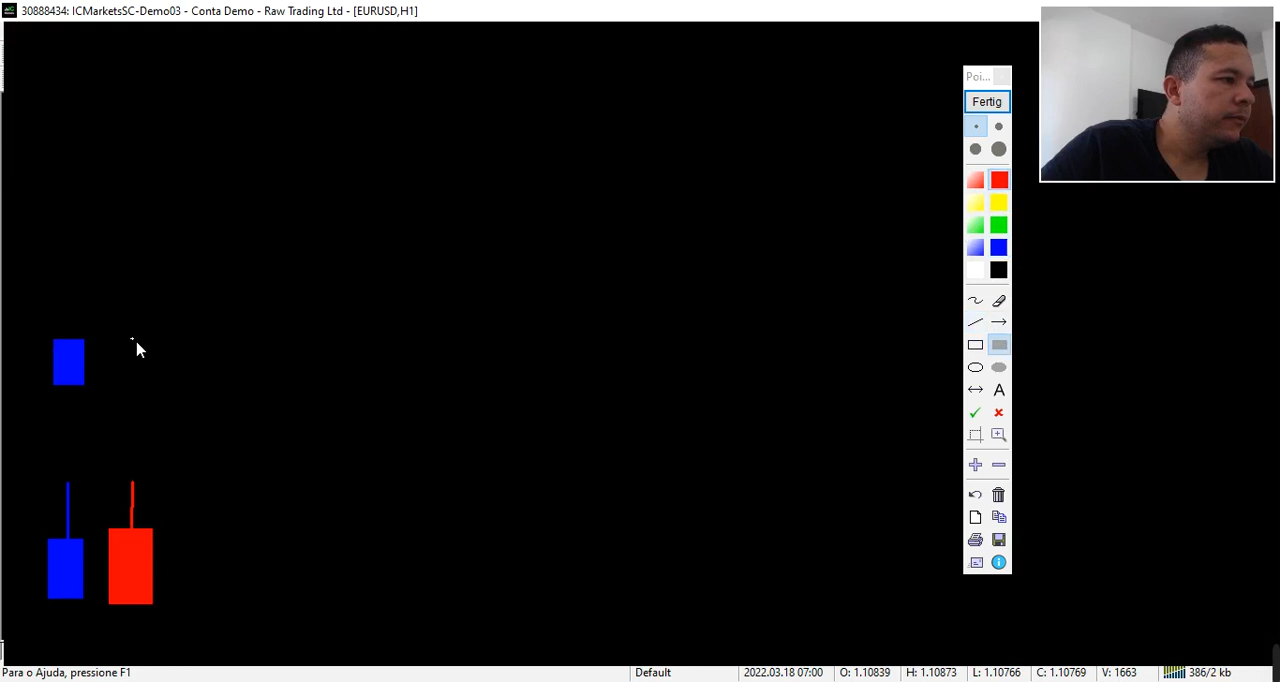 30888434: ICMarketsSC-Demo03 - Conta Demo - Raw Trading Ltd - [EURUSD,H1]
Poi...
Fertig
A
Para o Ajuda, pressione F1
Default
2022.03.18 07:00
O: 1.10839
H: 1.10873
L: 1.10766
C: 1.10769
V: 1663
386/2 kb